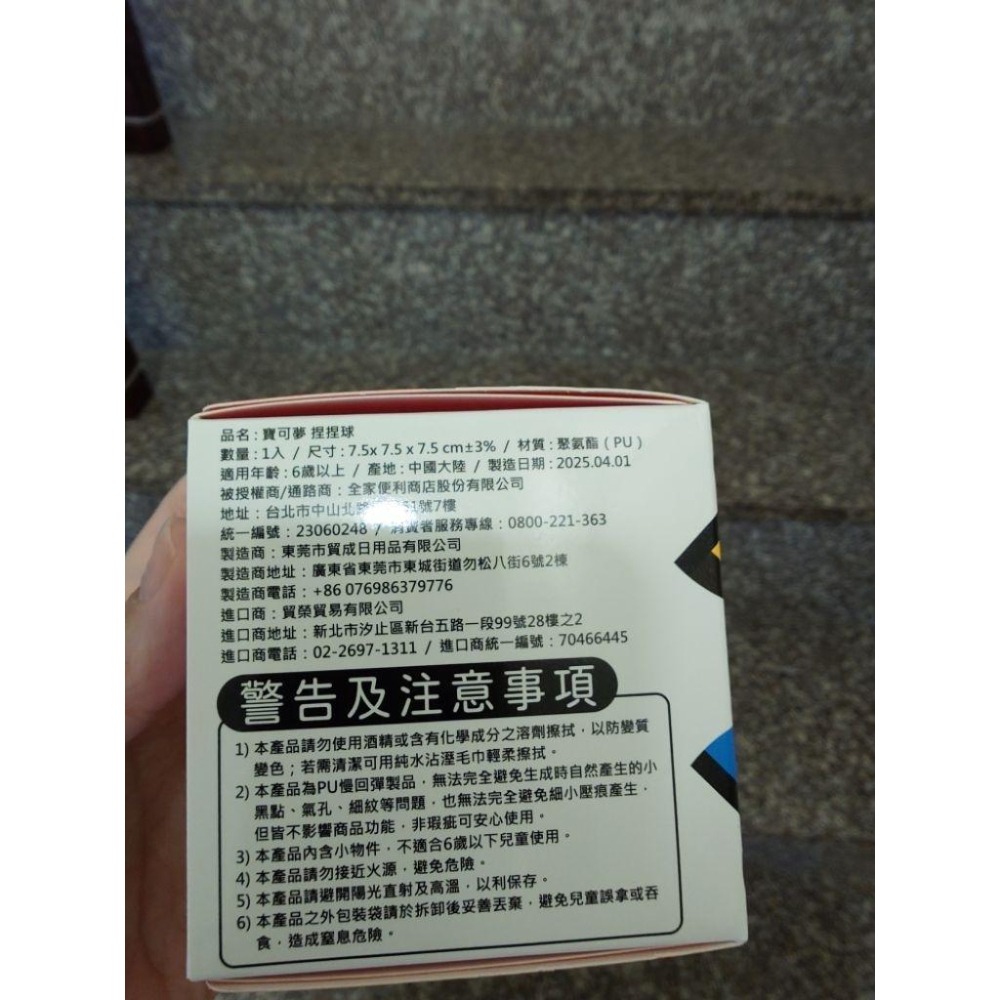 品名：寶可夢 捏捏球
數量：1入 / 尺寸：7.5x 7.5 x 7.5 cm±3% / 材質：聚氨酯（PU）
適用年齡：6歲以上 / 產地：中國大陸 / 製造日期：2025.04.01
被授權商/通路商：全家便利商店股份有限公司
地址：台北市中山北 號7樓
統一編號：23060248 / 消費者服務專線：0800-221-363
製造商：東莞市貿成日用品有限公司
製造商地址：廣東省東莞市東城街道勿松八街6號2棟
製造商電話：+86 076986379776
進口商：貿榮貿易有限公司
進口商地址：新北市汐止區新台五路一段99號28樓之2
進口商電話：02-2697-1311 / 進口商統一編號：70466445
警告及注意事項
1) 本產品請勿使用酒精或含有化學成分之溶劑擦拭，以防變質
變色；若需清潔可用純水沾溼毛巾輕柔擦拭。
2) 本產品為PU慢回彈製品，無法完全避免生成時自然產生的小
黑點、氣孔、細紋等問題，也無法完全避免細小壓痕產生，
但皆不影響商品功能，非瑕疵可安心使用。
3) 本產品內含小物件，不適合6歲以下兒童使用。
4) 本產品請勿接近火源，避免危險。
5) 本產品請避開陽光直射及高溫，以利保存。
6) 本產品之外包裝袋請於拆卸後妥善丟棄，避免兒童誤拿或吞
食，造成窒息危險。